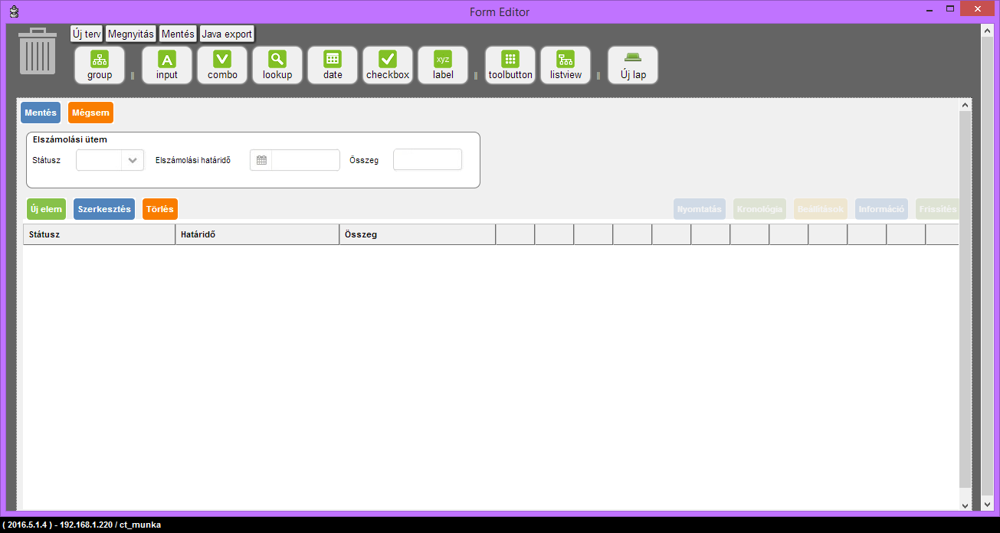 Form Editor
Új terv Megnyitás Mentés Java export
group input combo lookup date checkbox xyz label toolbutton listview Új lap
Mentés Mégsem
Elszámolási ütem
Státusz Elszámolási határidő Összeg
Új elem Szerkesztés Törlés Nyomtatás Kronológia Beállítások Információ Frissítés
Státusz Határidő Összeg
( 2016.5.1.4 ) - 192.168.1.220 / ct_munka